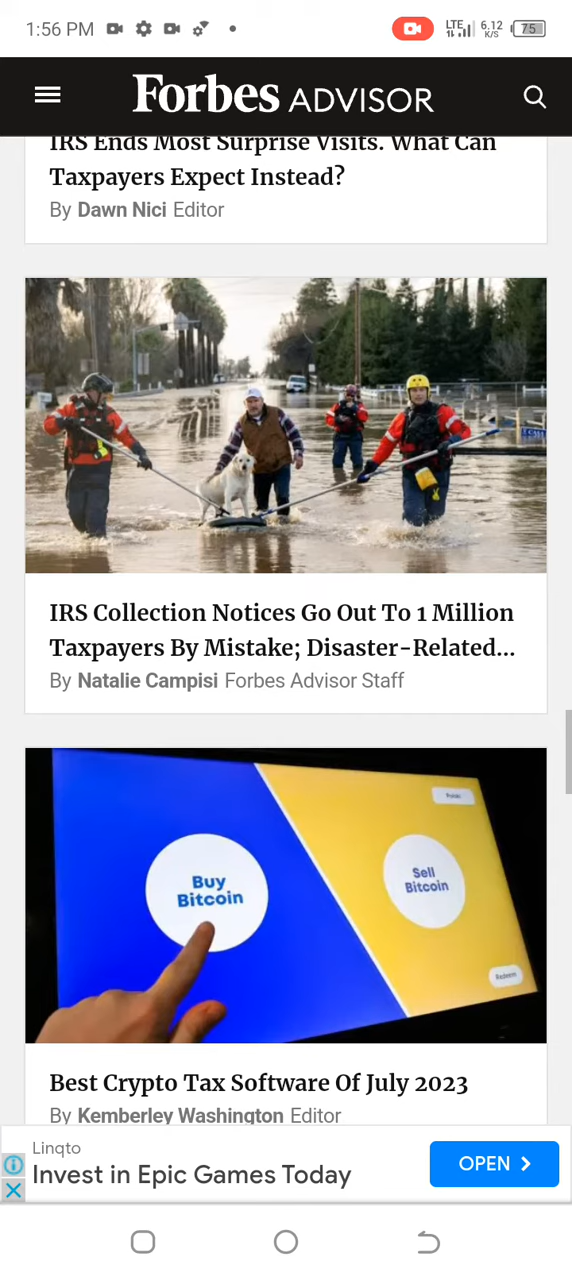 1:56 PM
LTE
6.12
K/S
75
Forbes ADVISOR
IRS Ends Most Surprise Visits. What Can
Taxpayers Expect Instead?
By Dawn Nici Editor
IRS Collection Notices Go Out To 1 Million
Taxpayers By Mistake; Disaster-Related...
By Natalie Campisi Forbes Advisor Staff
Buy
Bitcoin
Sell
Bitcoin
Redeem
Best Crypto Tax Software Of July 2023
By Kemberley Washington Editor
Linqto
Invest in Epic Games Today
OPEN